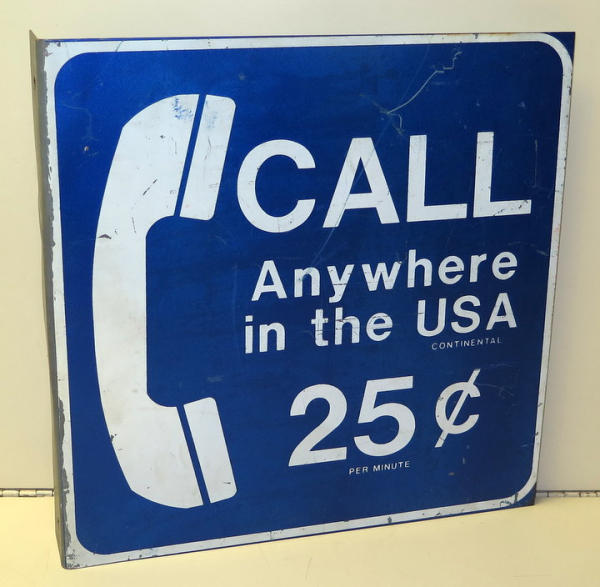 CALL
Anywhere
in the USA
CONTINENTAL
25¢
PER MINUTE